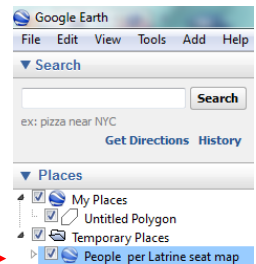 Google Earth
File Edit View Tools Add Help
Search
Search
ex: pizza near NYC
Get Directions History
Places
My Places
Untitled Polygon
Temporary Places
People per Latrine seat map